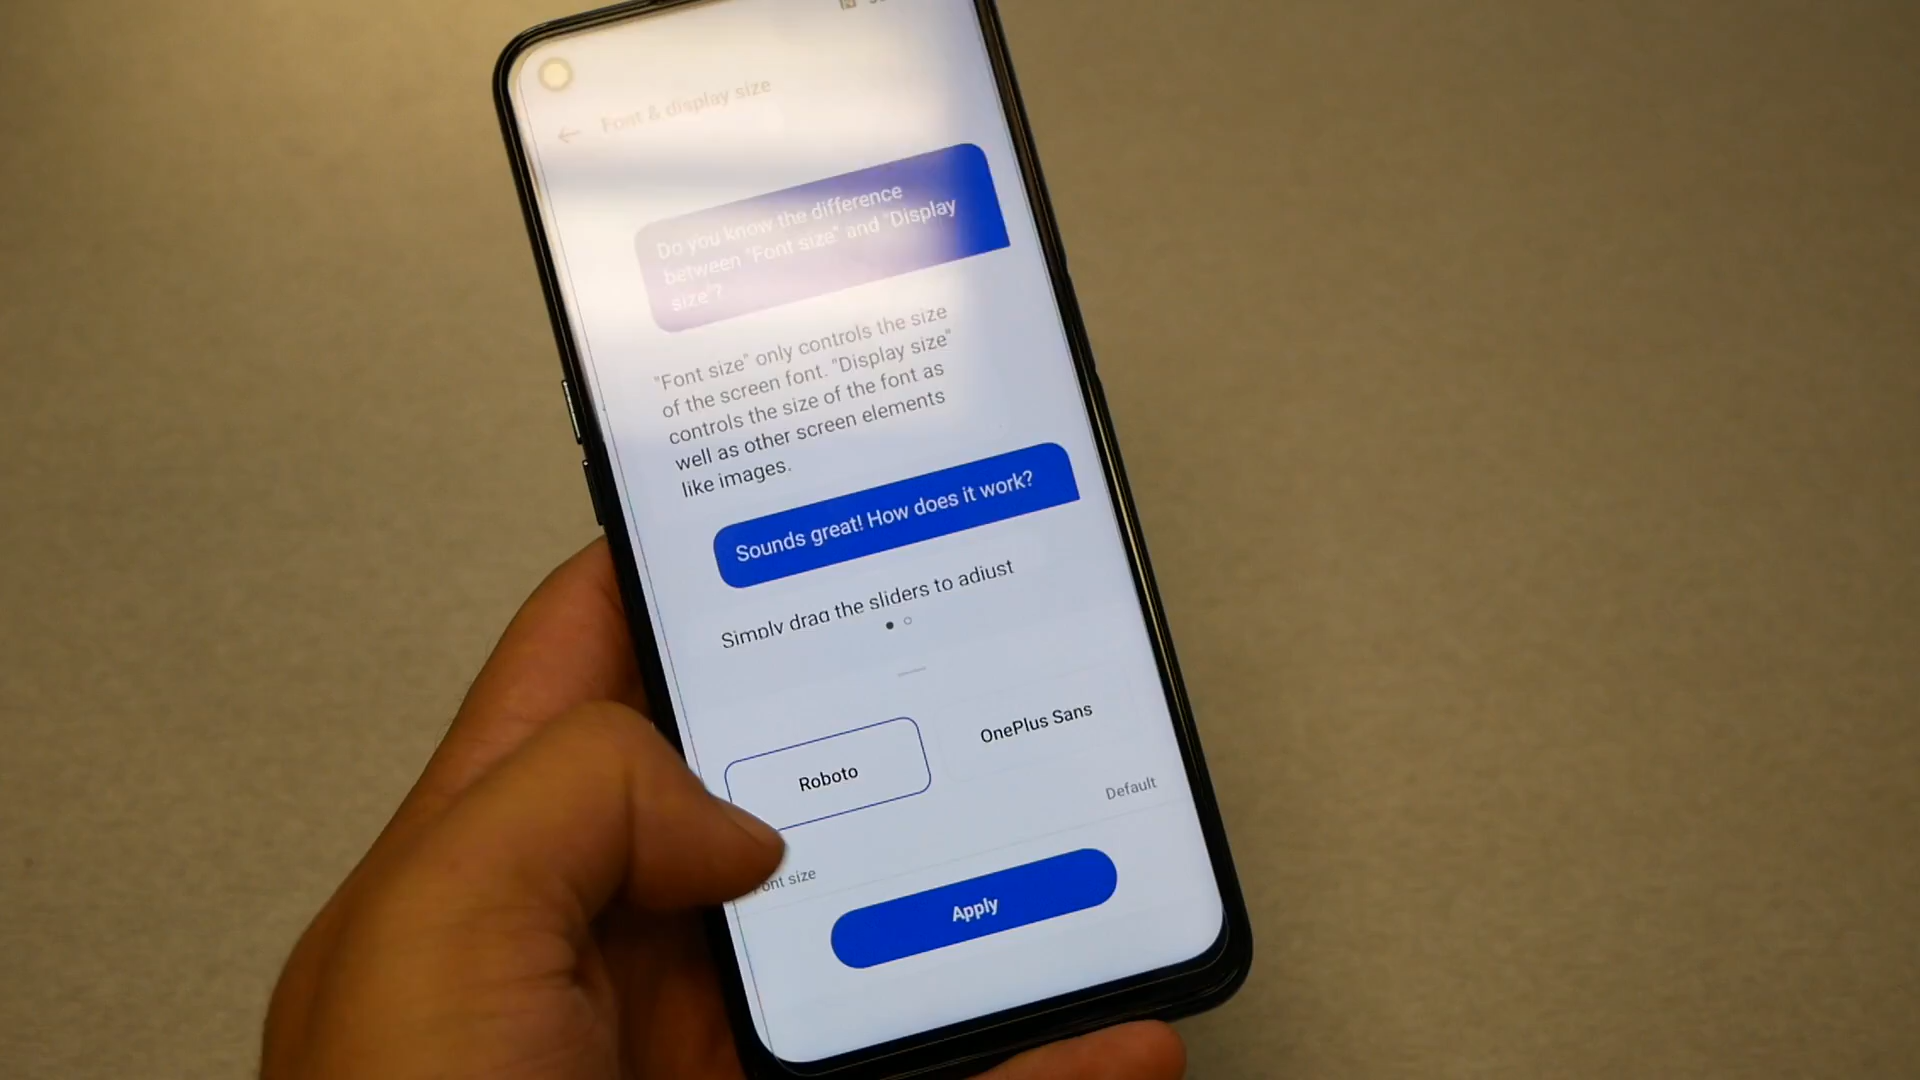 Font & display size
Do you know the difference
between "Font size" and "Display
size"?
"Font size" only controls the size
of the screen font. "Display size"
controls the size of the font as
well as other screen elements
like images.
Sounds great! How does it work?
Simply drag the sliders to adjust
Roboto
OnePlus Sans
Font size
Default
Apply